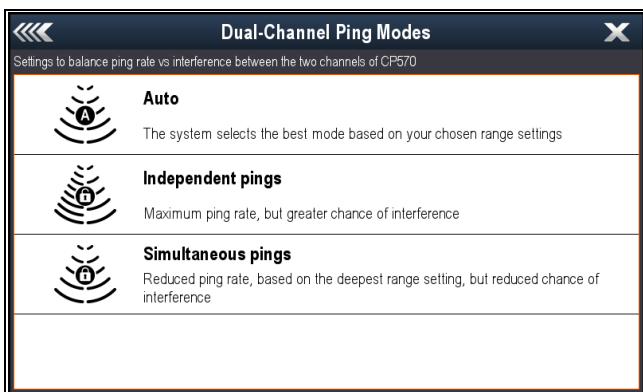 Dual-Channel Ping Modes
Settings to balance ping rate vs interference between the two channels of CP570
A
Auto
The system selects the best mode based on your chosen range settings
Independent pings
Maximum ping rate, but greater chance of interference
Simultaneous pings
Reduced ping rate, based on the deepest range setting, but reduced chance of
interference